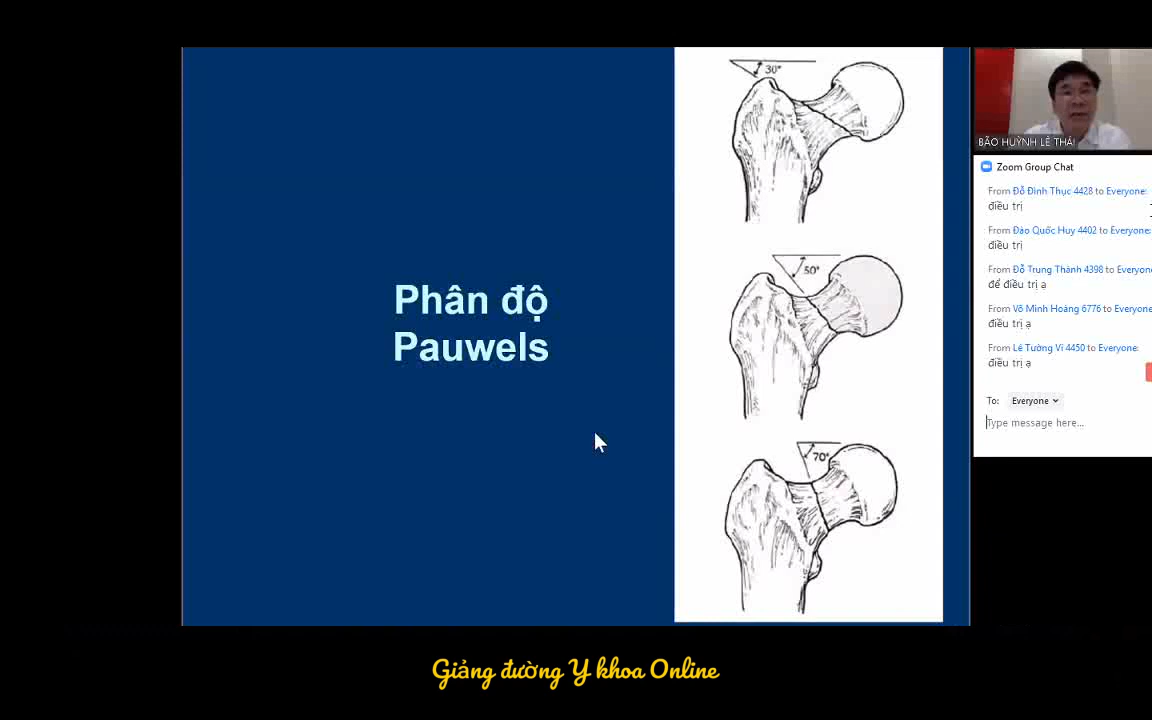 Phân độ
Pauwels
30°
50°
70°
BẢO HUỲNH LÊ THÁI
Zoom Group Chat
From Đỗ Đình Thục 4428 to Everyone:
điều trị
From Đào Quốc Huy 4402 to Everyone:
điều trị
From Đỗ Trung Thành 4398 to Everyon
để điều trị ạ
From Võ Minh Hoàng 6776 to Everyone
điều trị ạ
From Lê Tường Vi 4450 to Everyone:
điều trị ạ
To: Everyone
Type message here...
Giảng đường Y khoa Online